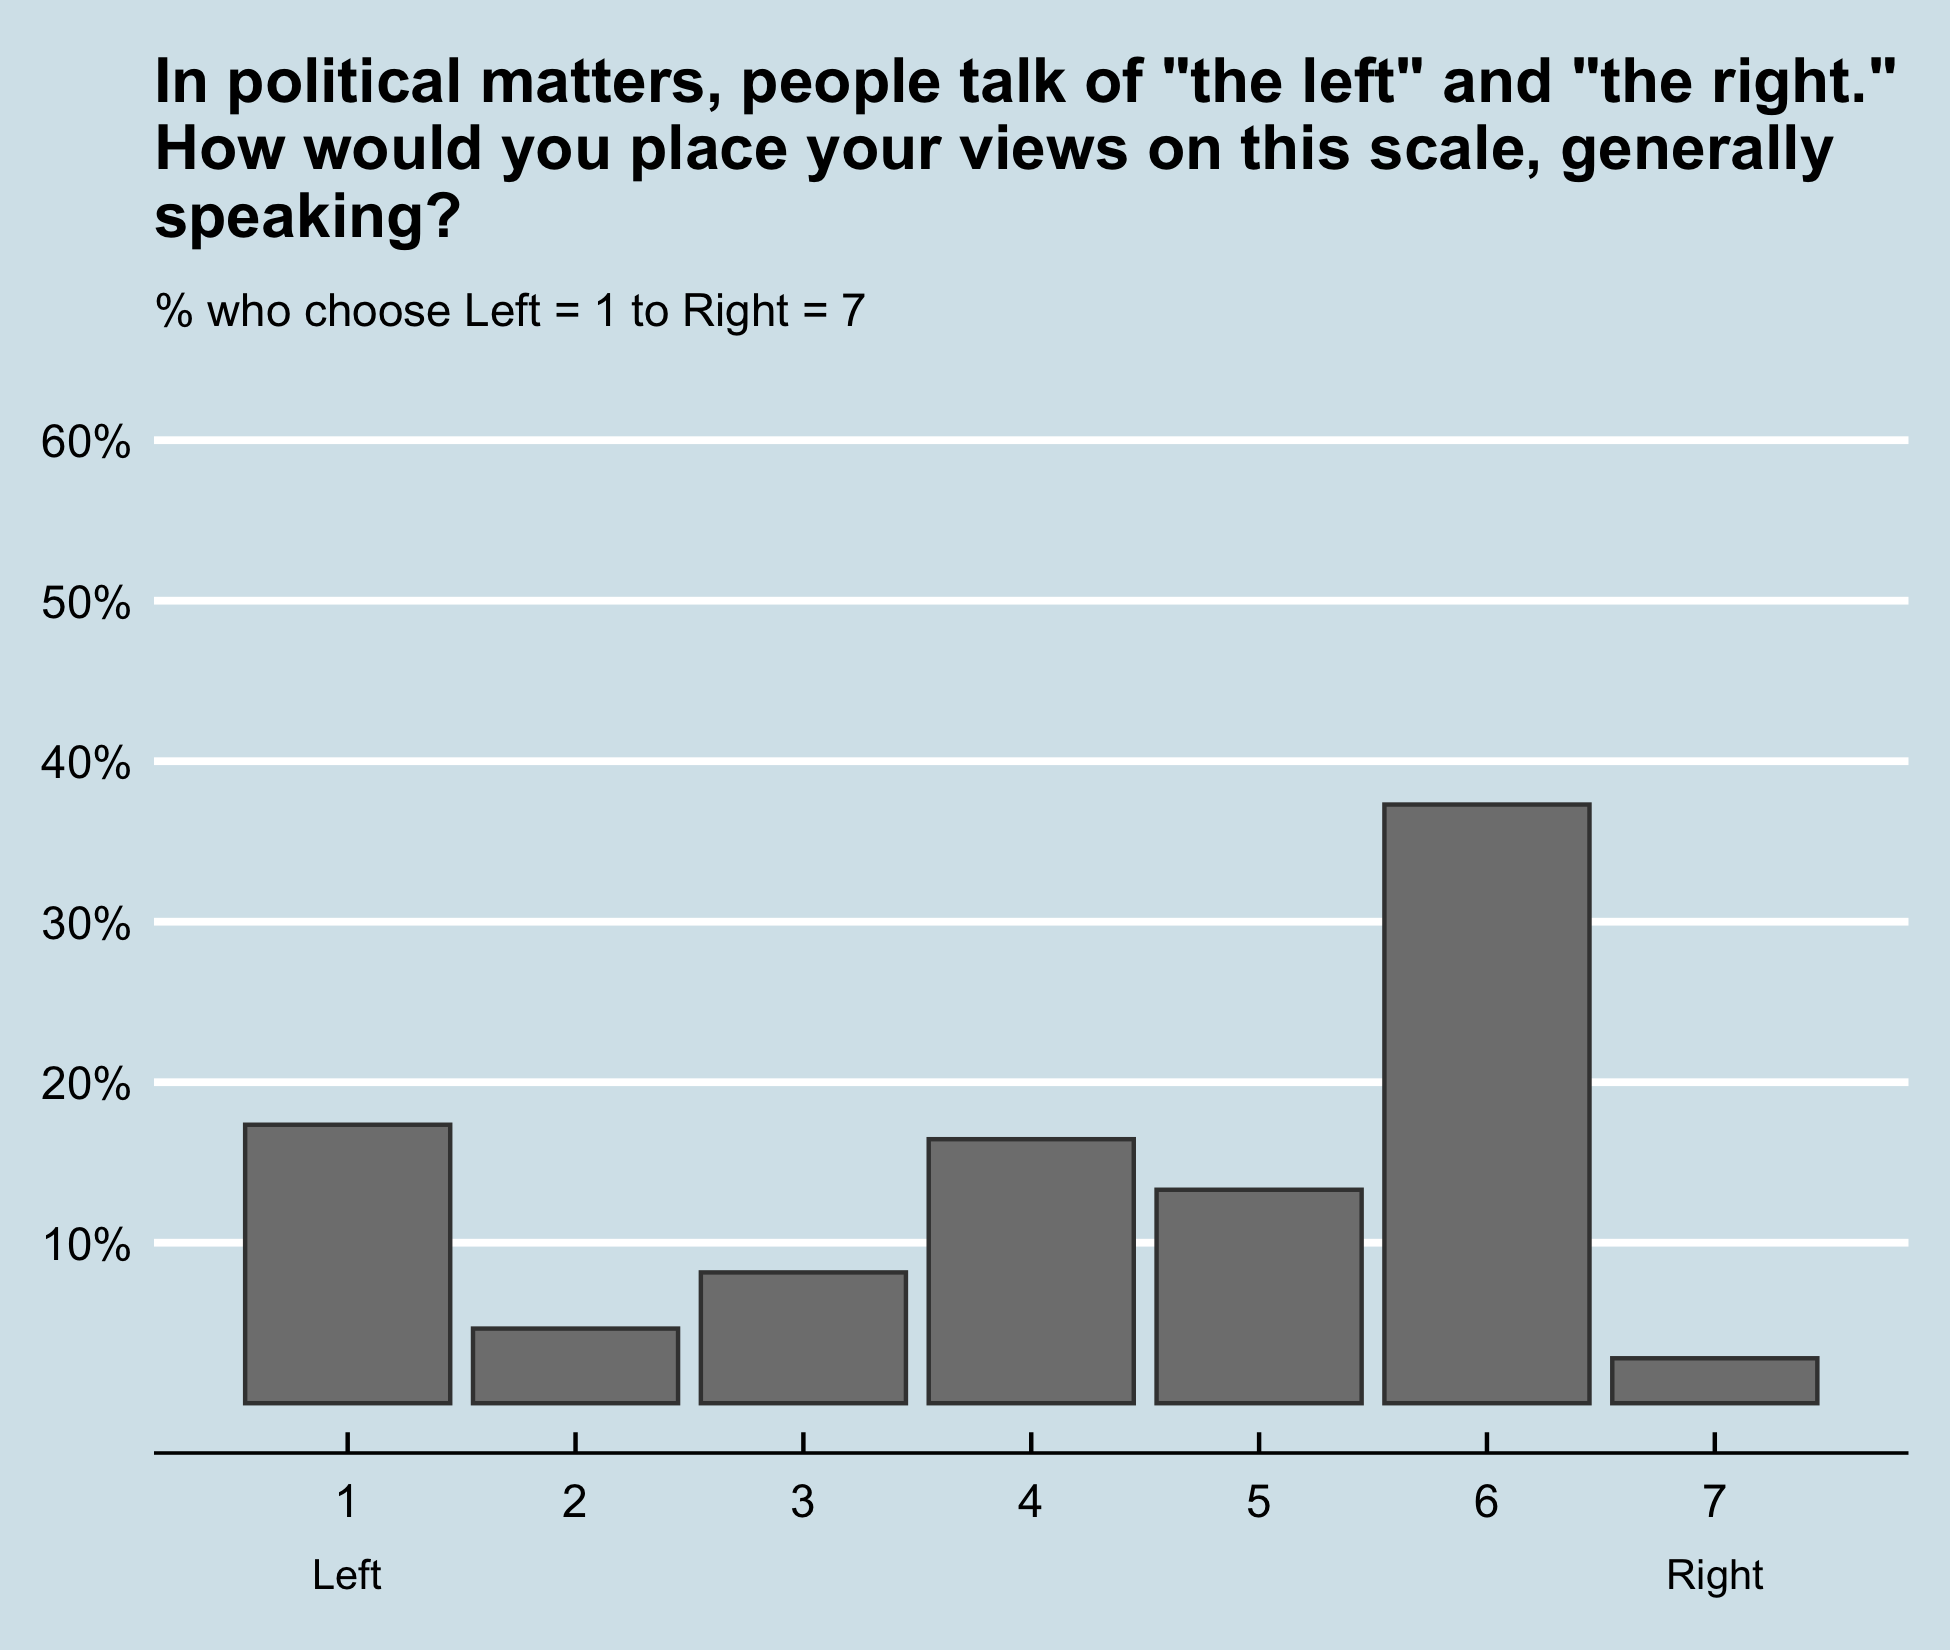 In political matters, people talk of "the left" and "the right."
How would you place your views on this scale, generally
speaking?
% who choose Left = 1 to Right = 7
60%
50%
40%
30%
20%
10%
1 2 3 4 5 6 7
Left Right